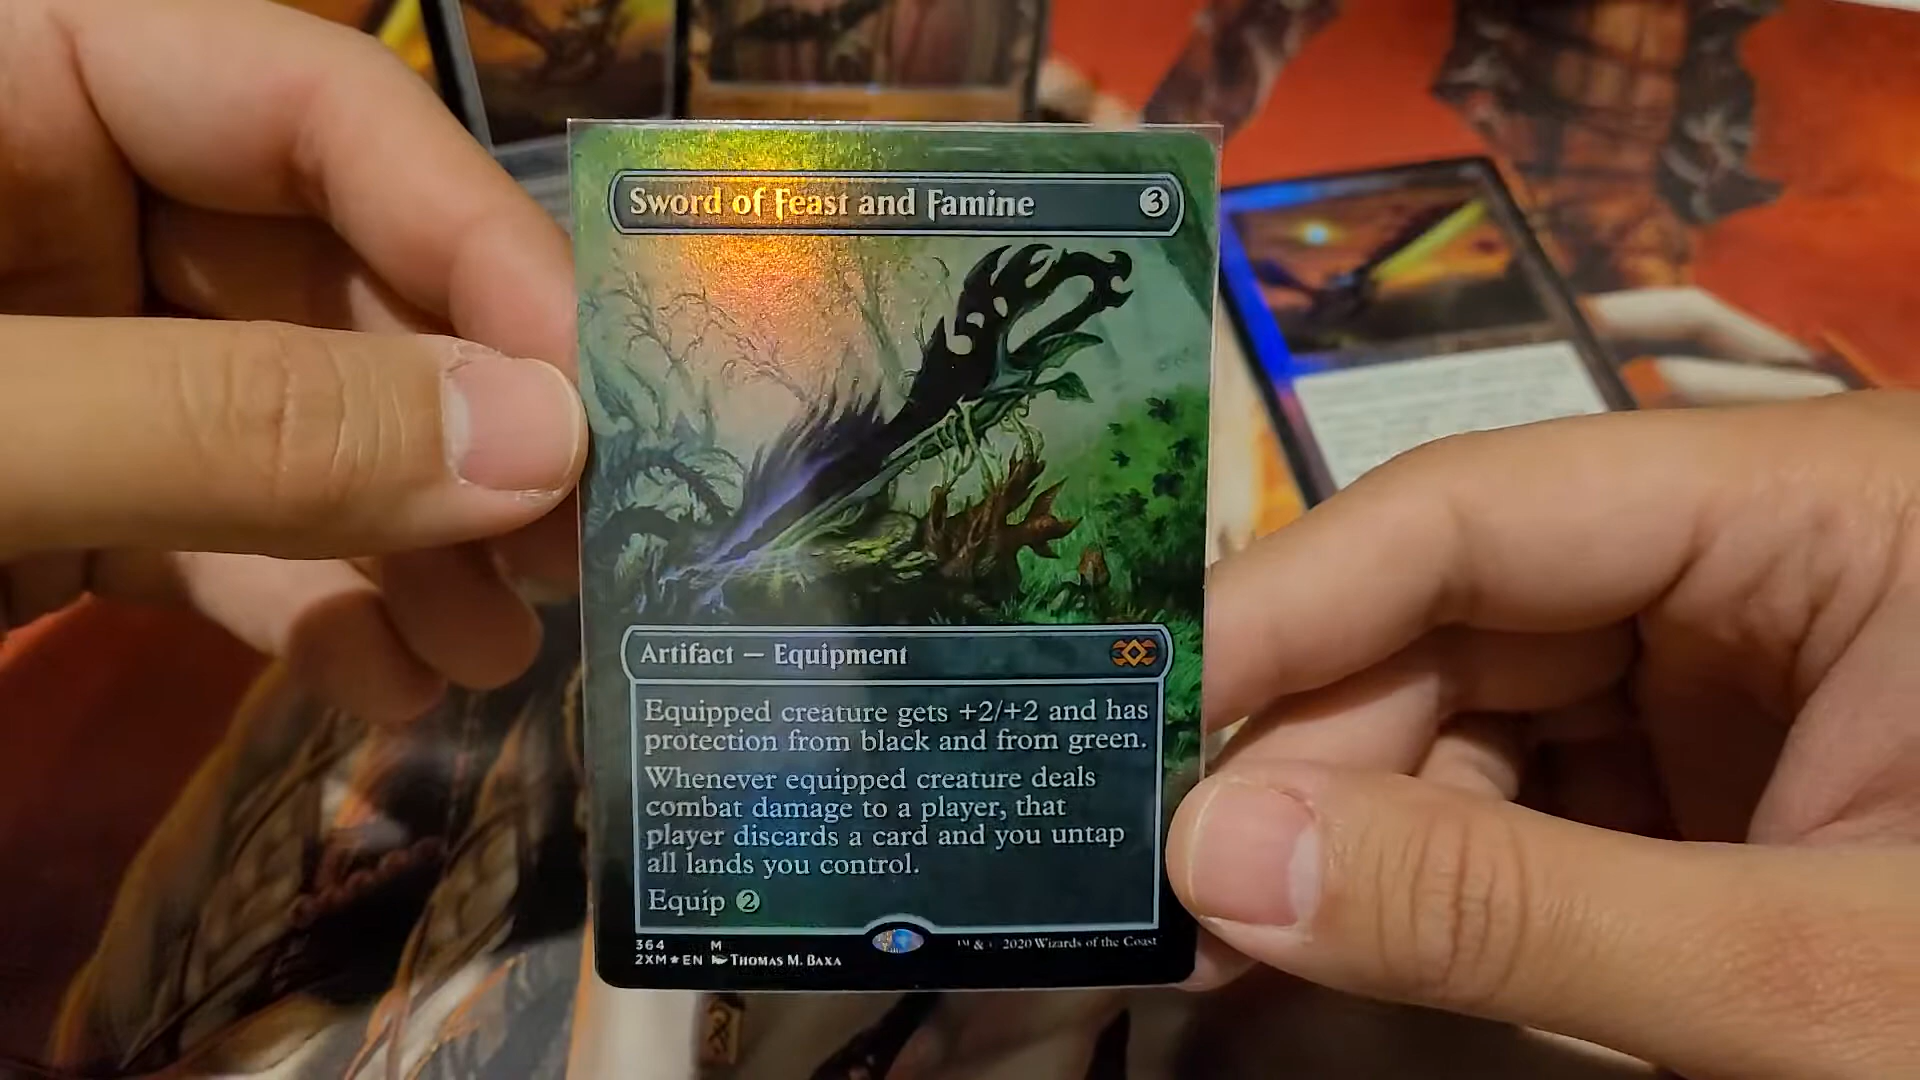 Sword of Feast and Famine 3
Artifact — Equipment
Equipped creature gets +2/+2 and has
protection from black and from green.
Whenever equipped creature deals
combat damage to a player, that
player discards a card and you untap
all lands you control.
Equip 2
364 M
2XM★EN Thomas M. Baxa
™ & 2020 Wizards of the Coast